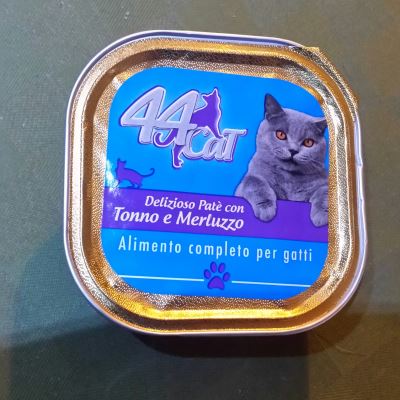 44CaT
Delizioso Patè con
Tonno e Merluzzo
Alimento completo per gatti